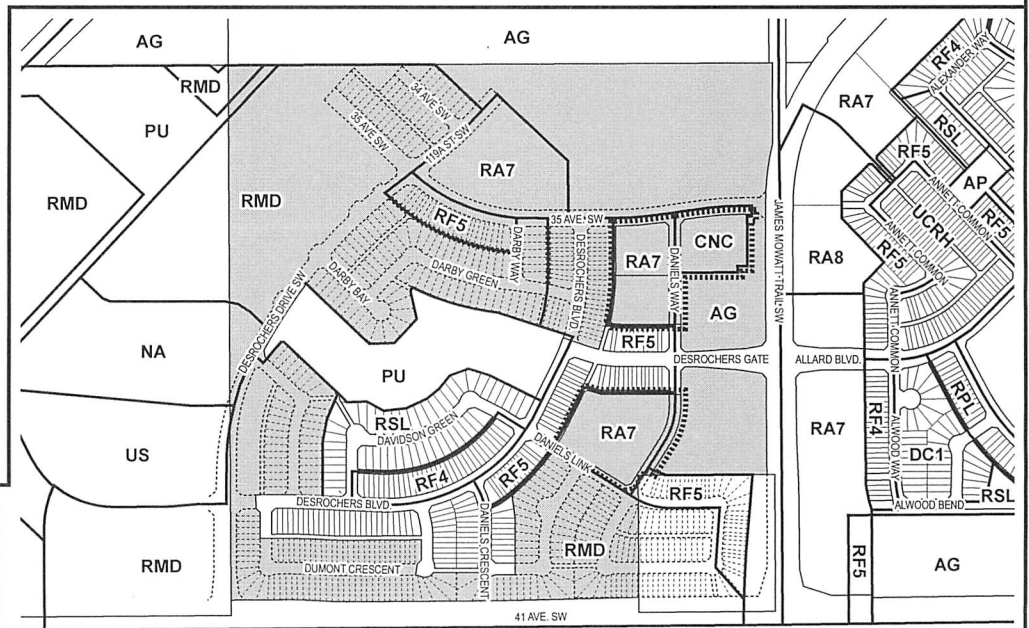 AG
AG
RMD
PU
RMD
RMD
34 AVE SW
35 AVE SW
119A ST SW
RA7
RF5
DARBY WAY
35 AVE. SW
DARBY GREEN
DARBY BAY
DESROCHERS BLVD.
RA7
DANIELS WAY
CNC
JAMES MOWATT TRAIL SW
AG
RF4
ALEXANDER WAY
RA7
RSL
RF5
AP
ANNETT COMMON
RF5
UCRH
ANNETT COMMON
RF5
RA8
ANNETT COMMON
DESROCHERS DRIVE SW
NA
PU
RF5
DESROCHERS GATE
ALLARD BLVD.
RSL
DAVIDSON GREEN
RA7
DANIELS LINK
RF4
RF5
US
DESROCHERS BLVD.
DANIELS CRESCENT
RF5
RA7
RF4
ALWOOD WAY
RPL
DC1
RSL
ALWOOD BEND
RMD
DUMONT CRESCENT
RMD
RF5
AG
41 AVE. SW